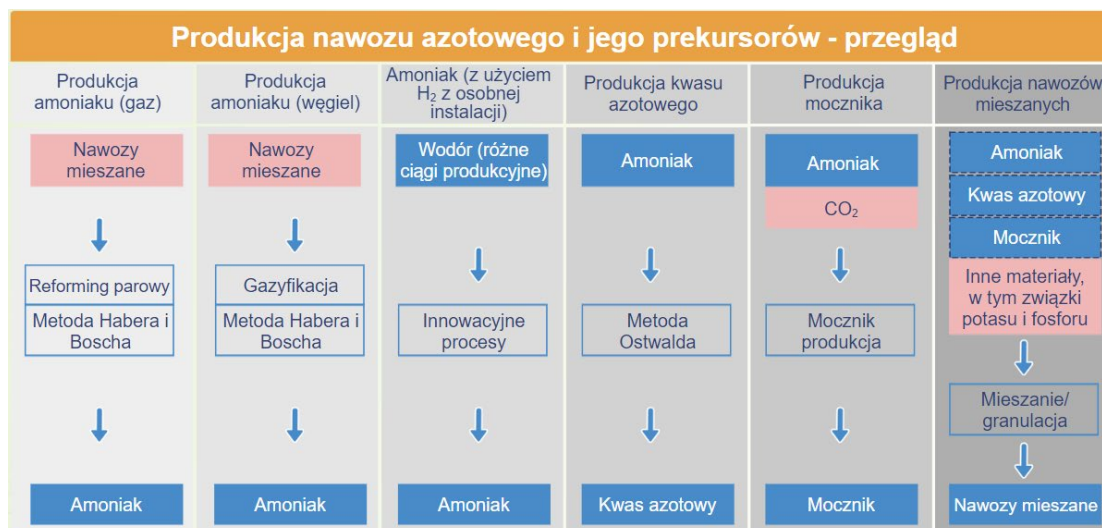 Produkcja nawozu azotowego i jego prekursorów - przegląd
Produkcja
amoniaku (gaz)
Nawozy
mieszane
Reforming parowy
Metoda Habera i
Boscha
Amoniak
Produkcja
amoniaku (węgiel)
Nawozy
mieszane
Gazyfikacja
Metoda Habera i
Boscha
Amoniak
Amoniak (z użyciem
H₂ z osobnej
instalacji)
Wodór (różne
ciągi produkcyjne)
Innowacyjne
procesy
Amoniak
Produkcja kwasu
azotowego
Amoniak
Metoda
Ostwalda
Kwas azotowy
Produkcja
mocznika
Amoniak
CO₂
Mocznik
produkcja
Mocznik
Produkcja nawozów
mieszanych
Amoniak
Kwas azotowy
Mocznik
Inne materiały,
w tym związki
potasu i fosforu
Mieszanie/
granulacja
Nawozy mieszane